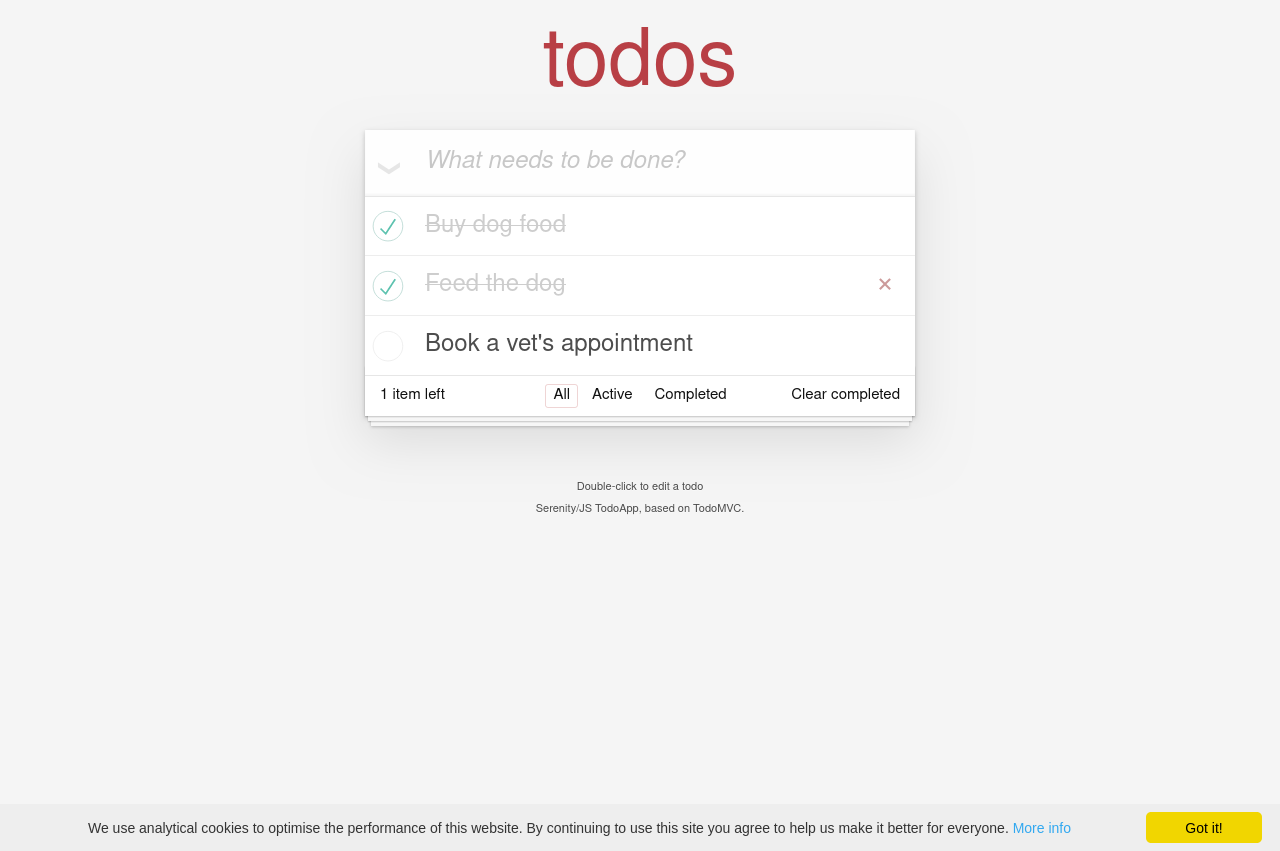 todos
What needs to be done?
Buy dog food
Feed the dog
Book a vet's appointment
1 item left All Active Completed Clear completed
Double-click to edit a todo
Serenity/JS TodoApp, based on TodoMVC.
We use analytical cookies to optimise the performance of this website. By continuing to use this site you agree to help us make it better for everyone. More info Got it!